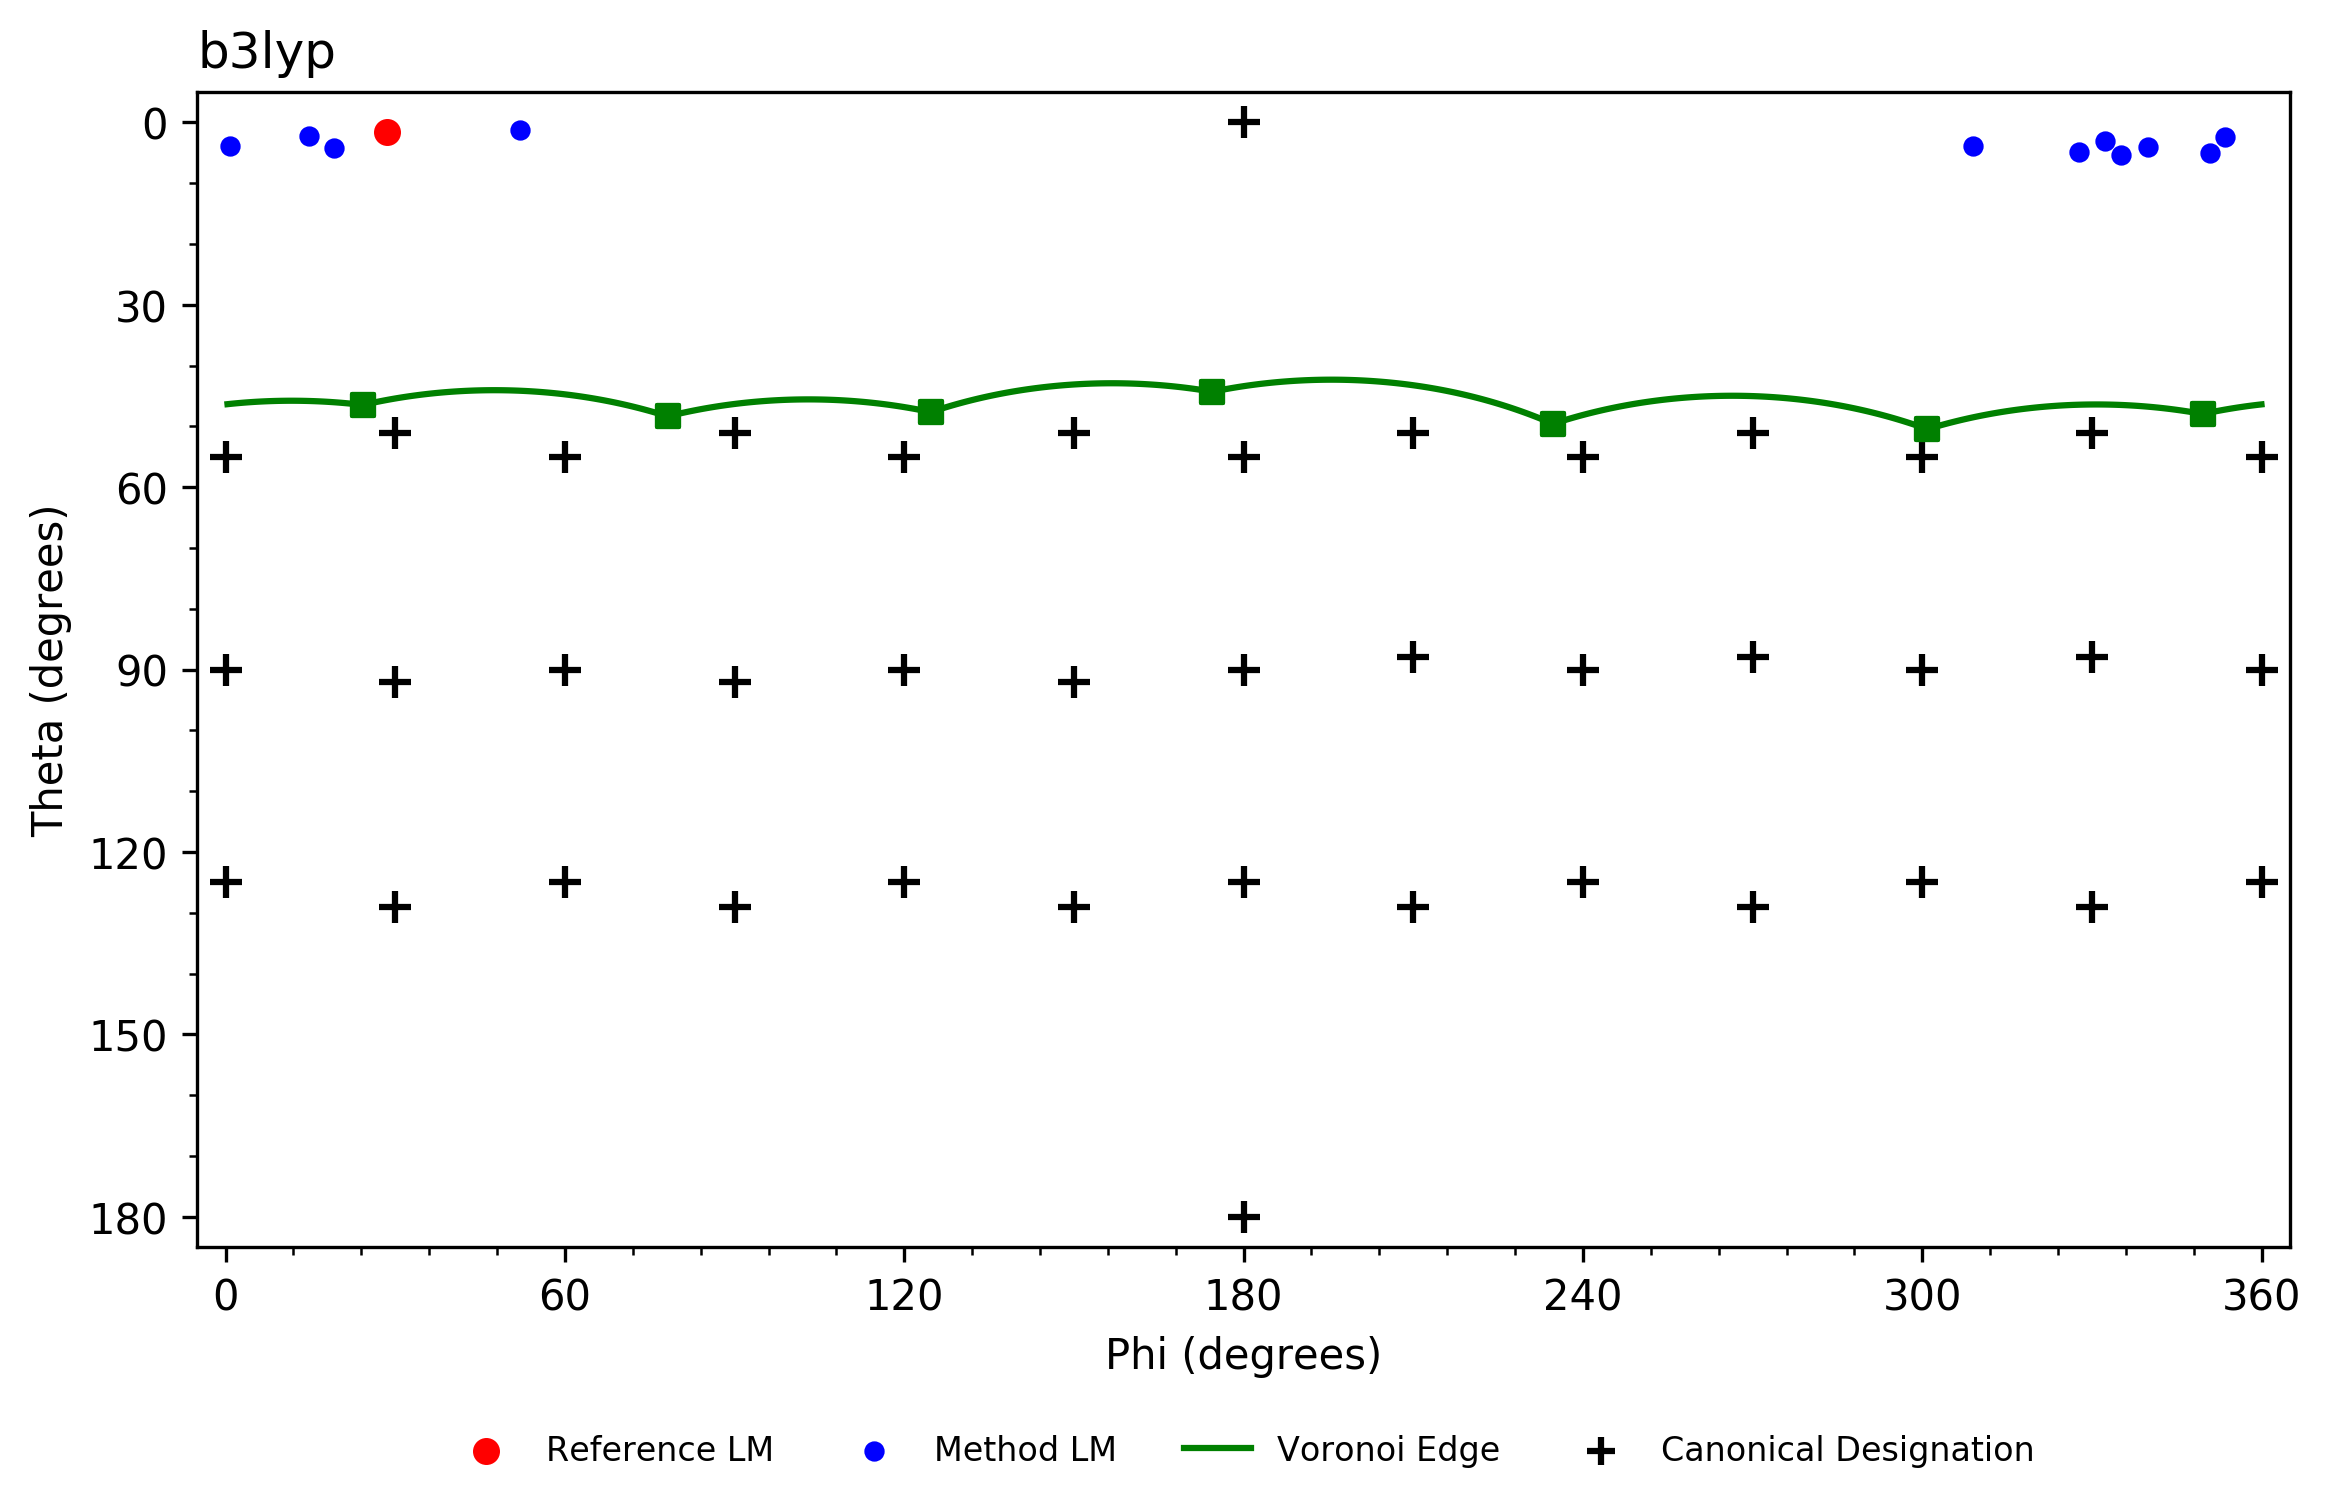 b3lyp
0
30
60
90
120
150
180
Theta (degrees)
0 60 120 180 240 300 360
Phi (degrees)
Reference LM Method LM Voronoi Edge Canonical Designation